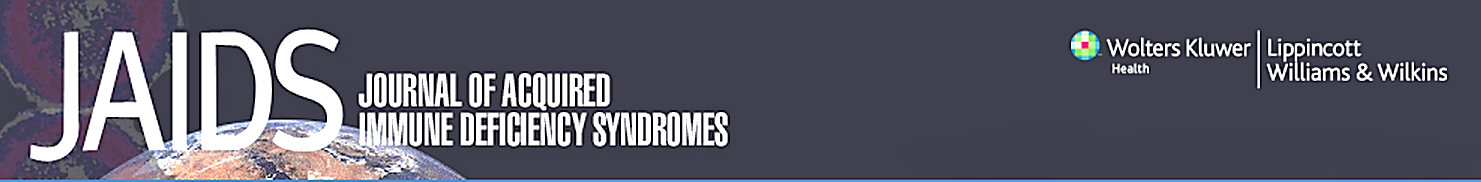 JAIDS
JOURNAL OF ACQUIRED
IMMUNE DEFICIENCY SYNDROMES
Wolters Kluwer
Health
Lippincott
Williams & Wilkins